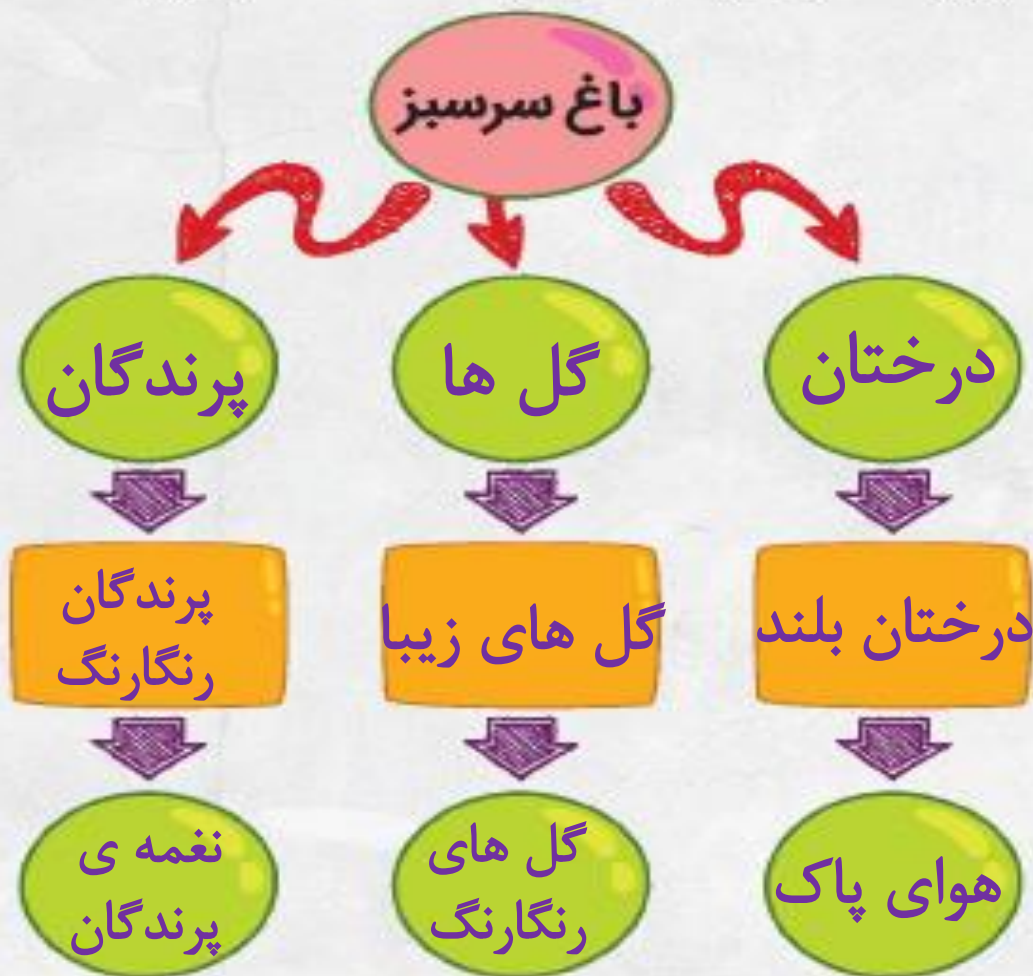 باغ سرسبز
درختان
گل ها
پرندگان
درختان بلند
گل های زیبا
پرندگان
رنگارنگ
هوای پاک
گل های
رنگارنگ
نغمه ی
پرندگان